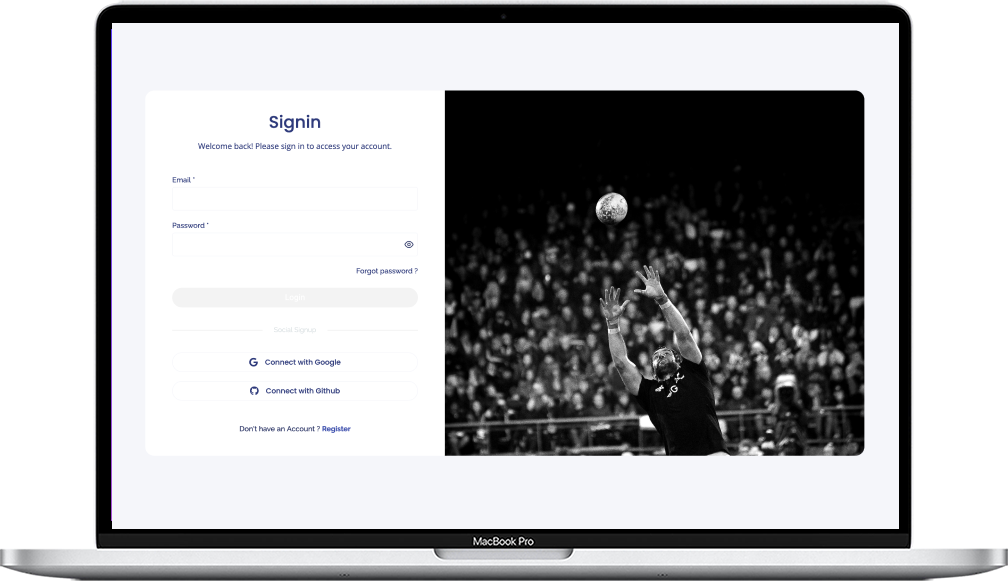 Signin
Welcome back! Please sign in to access your account.
Email *
Password *
Forgot password ?
Login
Social Signup
Connect with Google
Connect with Github
Don't have an Account ? Register
MacBook Pro